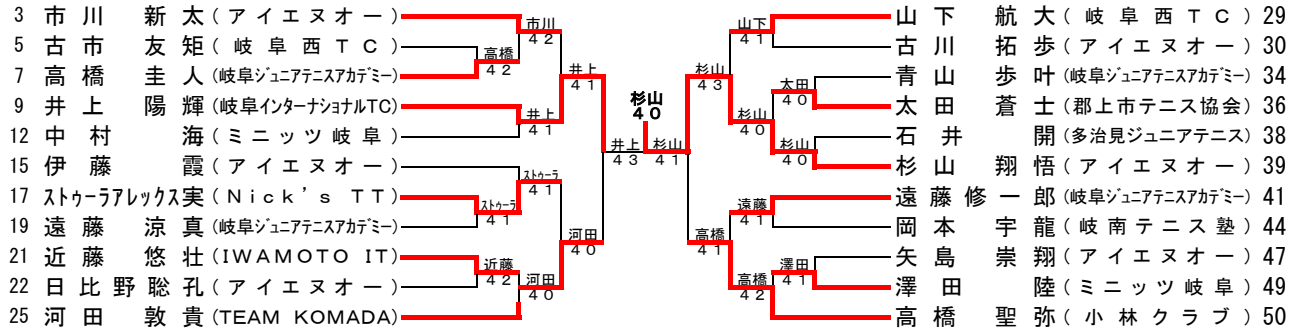 3 市川 新太(アイエヌオー)
5 古市 友矩(岐阜西TC)
7 高橋 圭人(岐阜ジュニアテニスアカデミー)
9 井上 陽輝(岐阜インターナショナルTC)
12 中村 海(ミニッツ岐阜)
15 伊藤 霞(アイエヌオー)
17 ストゥーラアレックス実(Nick's TT)
19 遠藤 涼真(岐阜ジュニアテニスアカデミー)
21 近藤 悠壮(IWAMOTO IT)
22 日比野聡孔(アイエヌオー)
25 河田 敦貴(TEAM KOMADA)
市川
42
高橋
42
井上
41
井上
41
ストゥーラ
41
ストゥーラ
41
近藤
42
河田
40
河田
40
井上
43
杉山
40
杉山
41
山下
41
杉山
43
太田
40
杉山
40
杉山
40
遠藤
41
高橋
41
澤田
41
高橋
42
山下 航大(岐阜西TC) 29
古川 拓歩(アイエヌオー) 30
青山 歩叶(岐阜ジュニアテニスアカデミー) 34
太田 蒼士(郡上市テニス協会) 36
石井 開(多治見ジュニアテニス) 38
杉山 翔悟(アイエヌオー) 39
遠藤修一郎(岐阜ジュニアテニスアカデミー) 41
岡本 宇龍(岐南テニス塾) 44
矢島 崇翔(アイエヌオー) 47
澤田 陸(ミニッツ岐阜) 49
高橋 聖弥(小林クラブ) 50